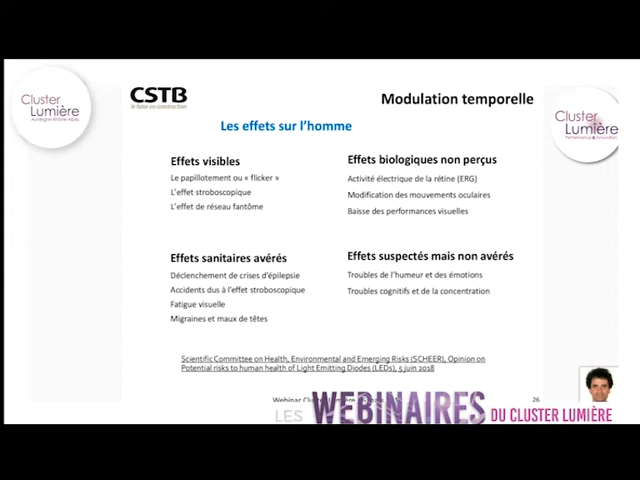 Cluster
Lumière
Auvergne-Rhône-Alpes
CSTB
le futur en construction
Modulation temporelle
Cluster
Lumière
Performance & Innovation
Les effets sur l'homme
Effets visibles
Le papillotement ou « flicker »
L'effet stroboscopique
L'effet de réseau fantôme
Effets biologiques non perçus
Activité électrique de la rétine (ERG)
Modification des mouvements oculaires
Baisse des performances visuelles
Effets sanitaires avérés
Déclenchement de crises d'épilepsie
Accidents dus à l'effet stroboscopique
Fatigue visuelle
Migraines et maux de têtes
Effets suspectés mais non avérés
Troubles de l'humeur et des émotions
Troubles cognitifs et de la concentration
Scientific Committee on Health, Environmental and Emerging Risks (SCHEER), Opinion on
Potential risks to human health of Light Emitting Diodes (LEDs), 5 juin 2018
Webinar Cluster Lumière
26
LES WEBINAIRES DU CLUSTER LUMIÈRE